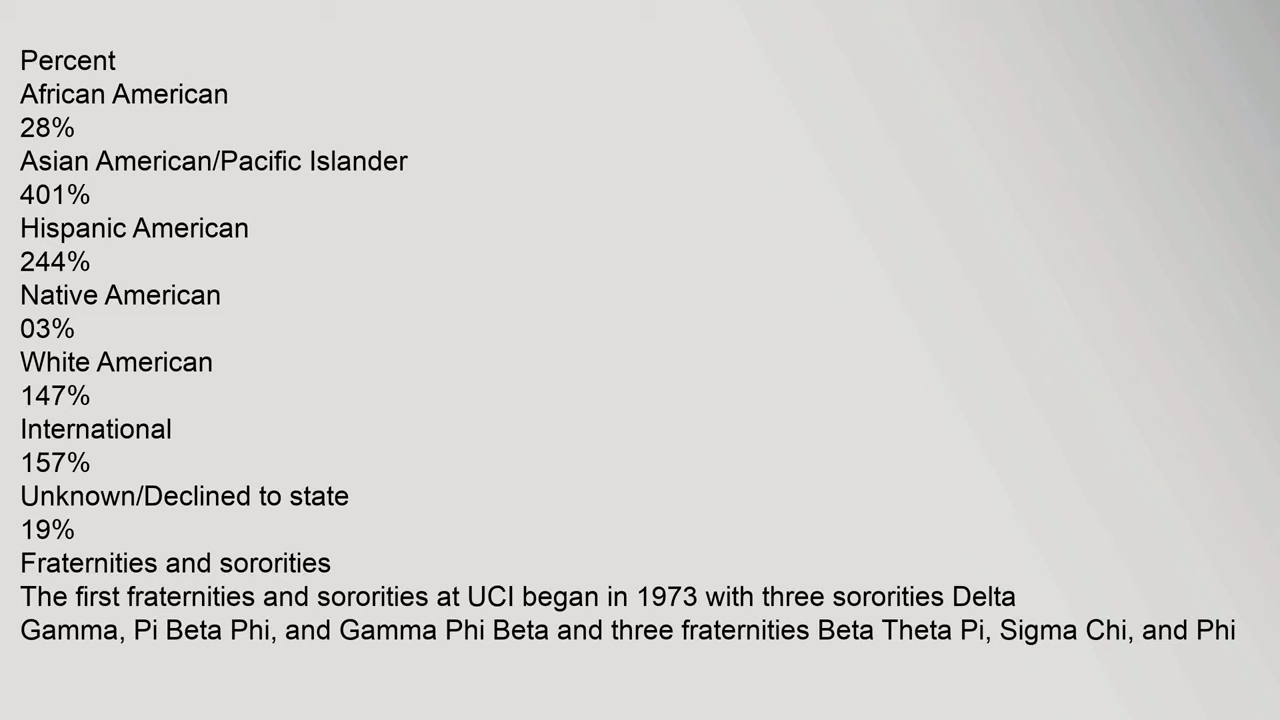 Percent
African American
28%
Asian American/Pacific Islander
401%
Hispanic American
244%
Native American
03%
White American
147%
International
157%
Unknown/Declined to state
19%
Fraternities and sororities
The first fraternities and sororities at UCI began in 1973 with three sororities Delta
Gamma, Pi Beta Phi, and Gamma Phi Beta and three fraternities Beta Theta Pi, Sigma Chi, and Phi